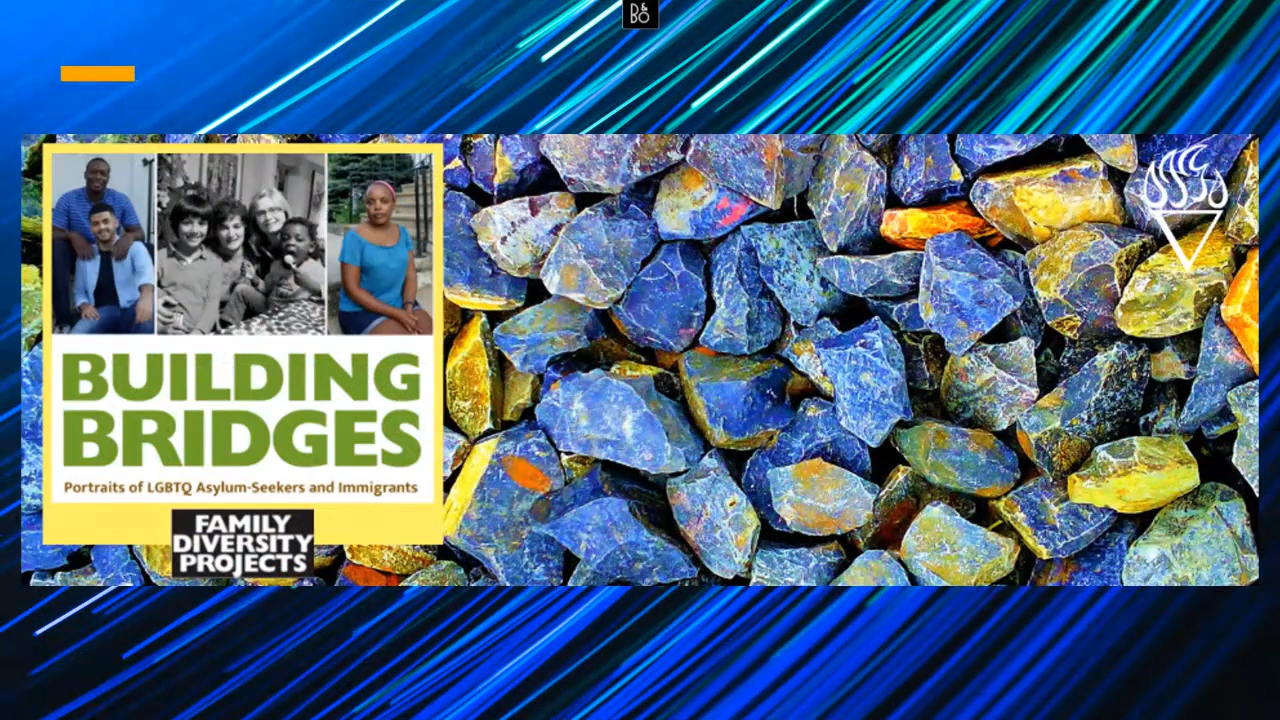 B&O
BUILDING
BRIDGES
Portraits of LGBTQ Asylum-Seekers and Immigrants
FAMILY
DIVERSITY
PROJECTS